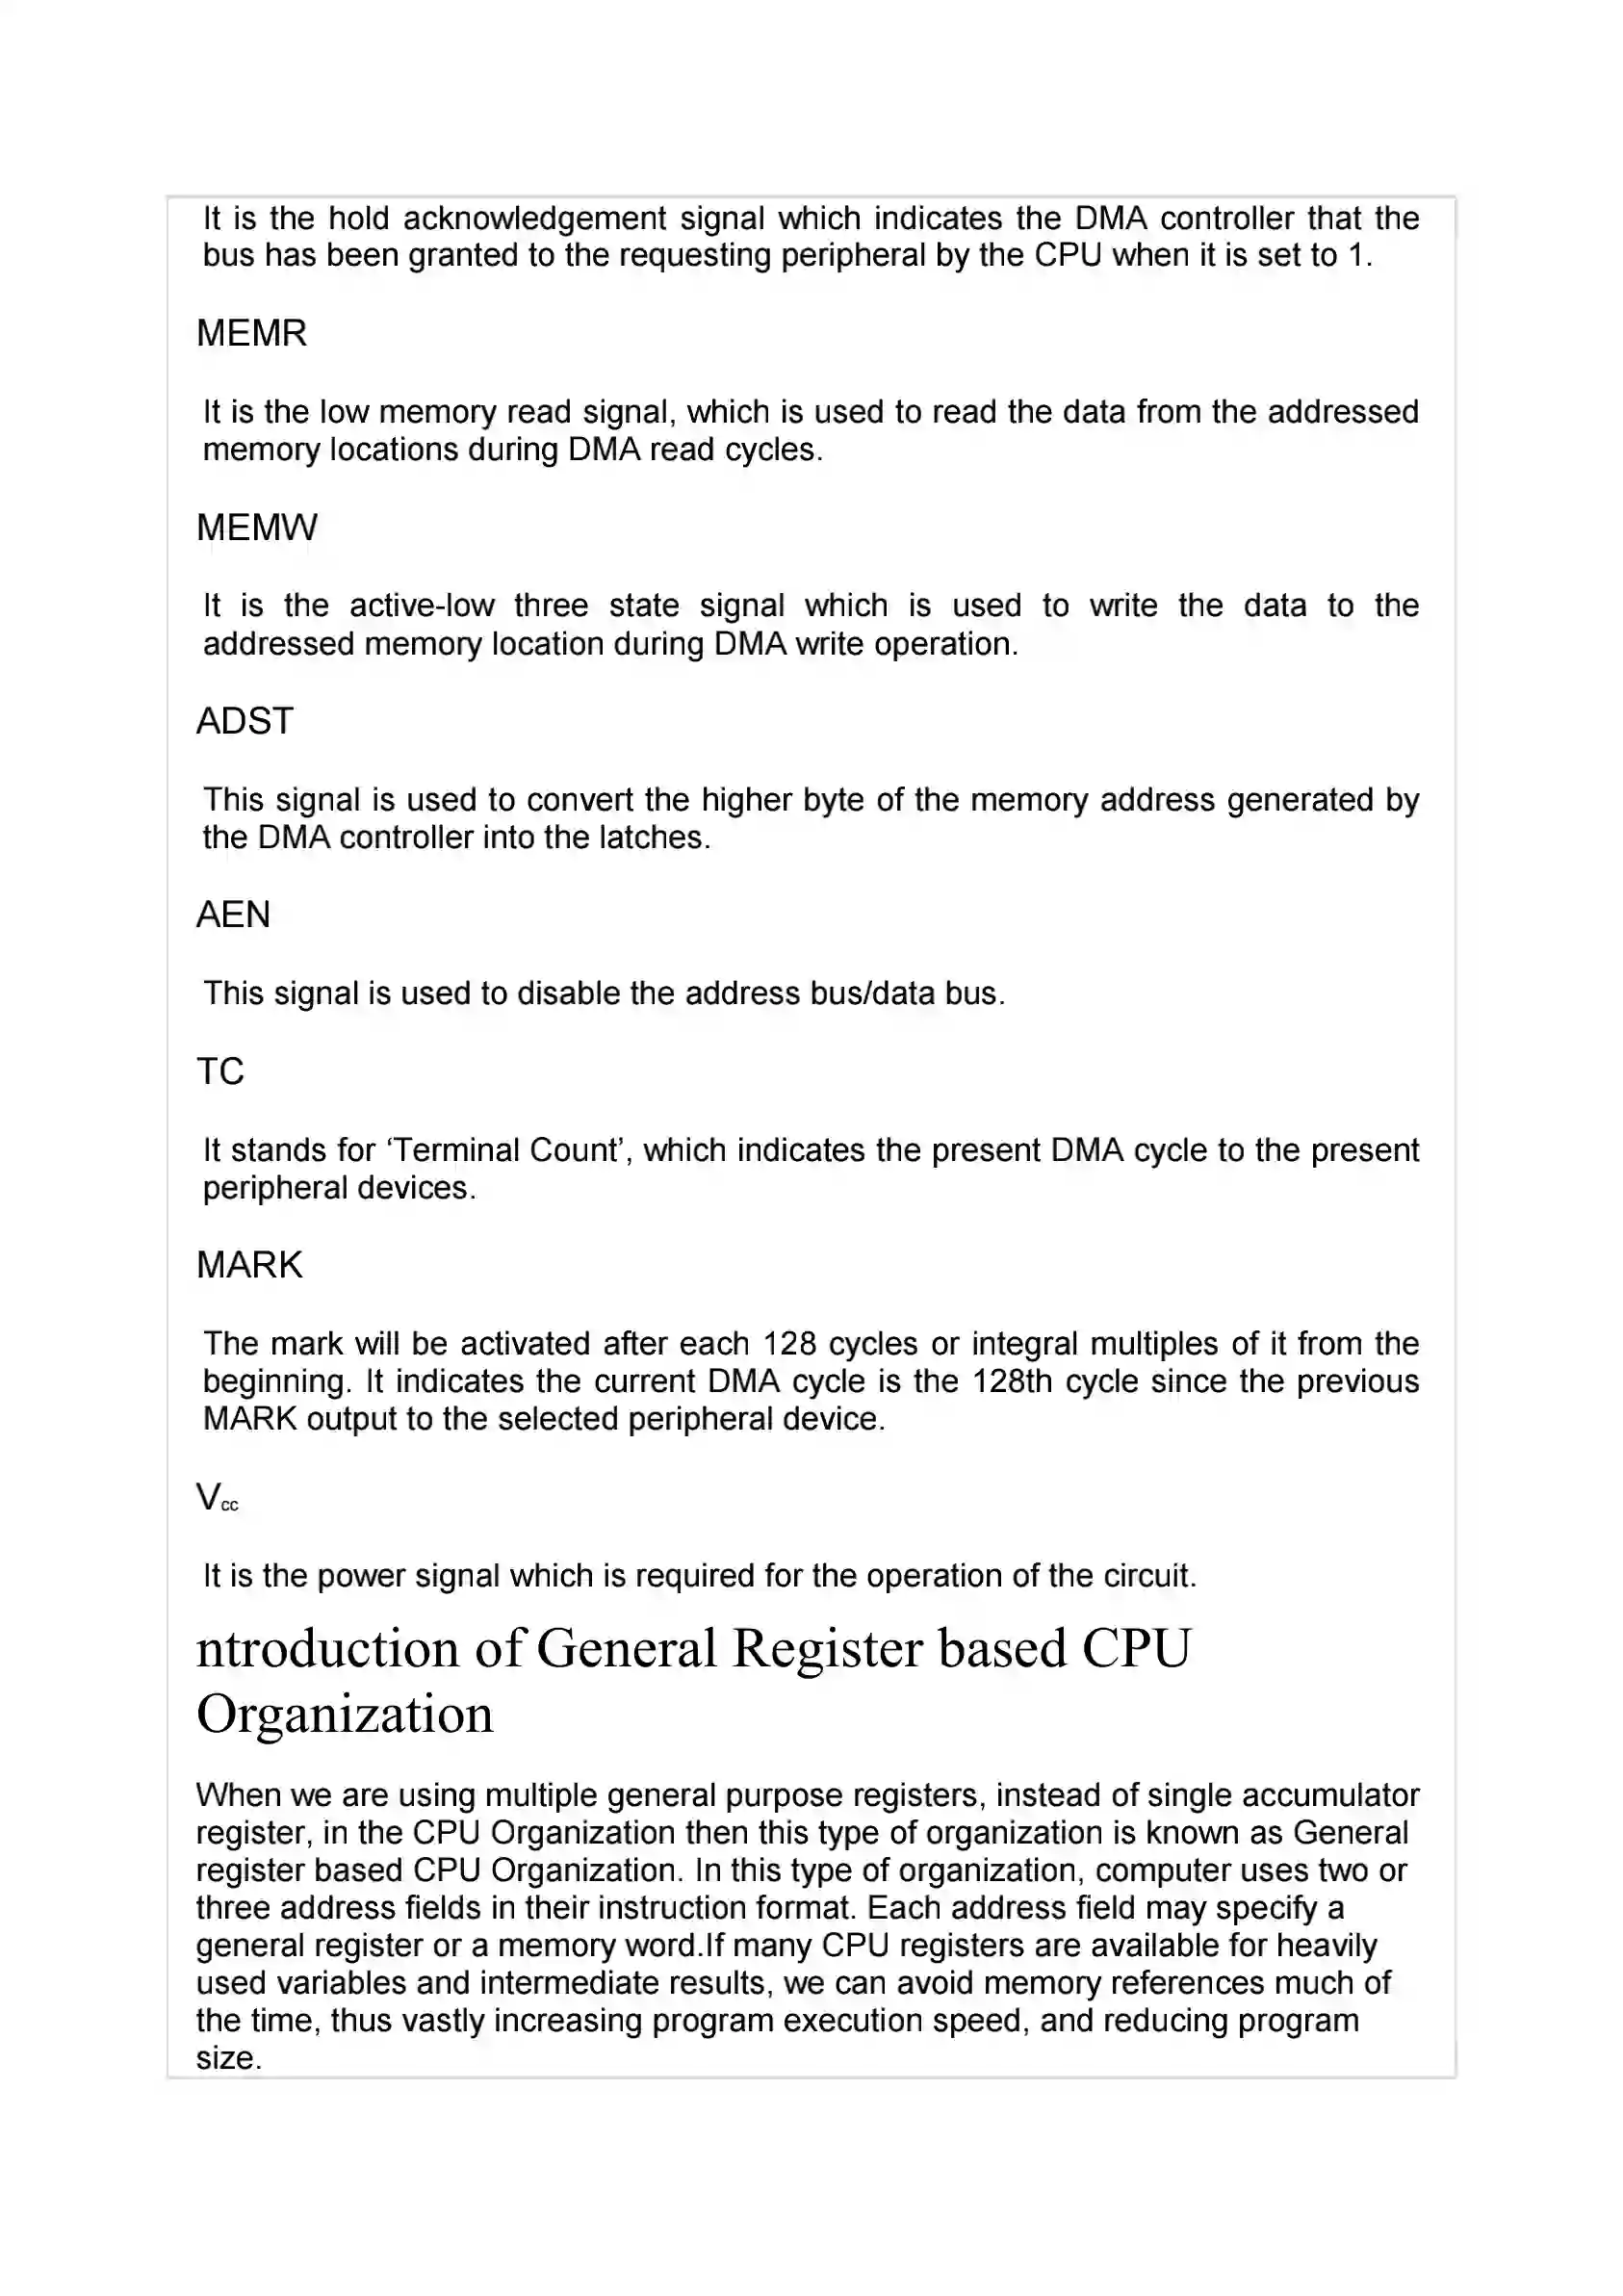 It is the hold acknowledgement signal which indicates the DMA controller that the
bus has been granted to the requesting peripheral by the CPU when it is set to 1.
MEMR
It is the low memory read signal, which is used to read the data from the addressed
memory locations during DMA read cycles.
MEMW
It is the active-low three state signal which is used to write the data to the
addressed memory location during DMA write operation.
ADST
This signal is used to convert the higher byte of the memory address generated by
the DMA controller into the latches.
AEN
This signal is used to disable the address bus/data bus.
TC
It stands for ‘Terminal Count’, which indicates the present DMA cycle to the present
peripheral devices.
MARK
The mark will be activated after each 128 cycles or integral multiples of it from the
beginning. It indicates the current DMA cycle is the 128th cycle since the previous
MARK output to the selected peripheral device.
Vcc
It is the power signal which is required for the operation of the circuit.
ntroduction of General Register based CPU
Organization
When we are using multiple general purpose registers, instead of single accumulator
register, in the CPU Organization then this type of organization is known as General
register based CPU Organization. In this type of organization, computer uses two or
three address fields in their instruction format. Each address field may specify a
general register or a memory word.If many CPU registers are available for heavily
used variables and intermediate results, we can avoid memory references much of
the time, thus vastly increasing program execution speed, and reducing program
size.